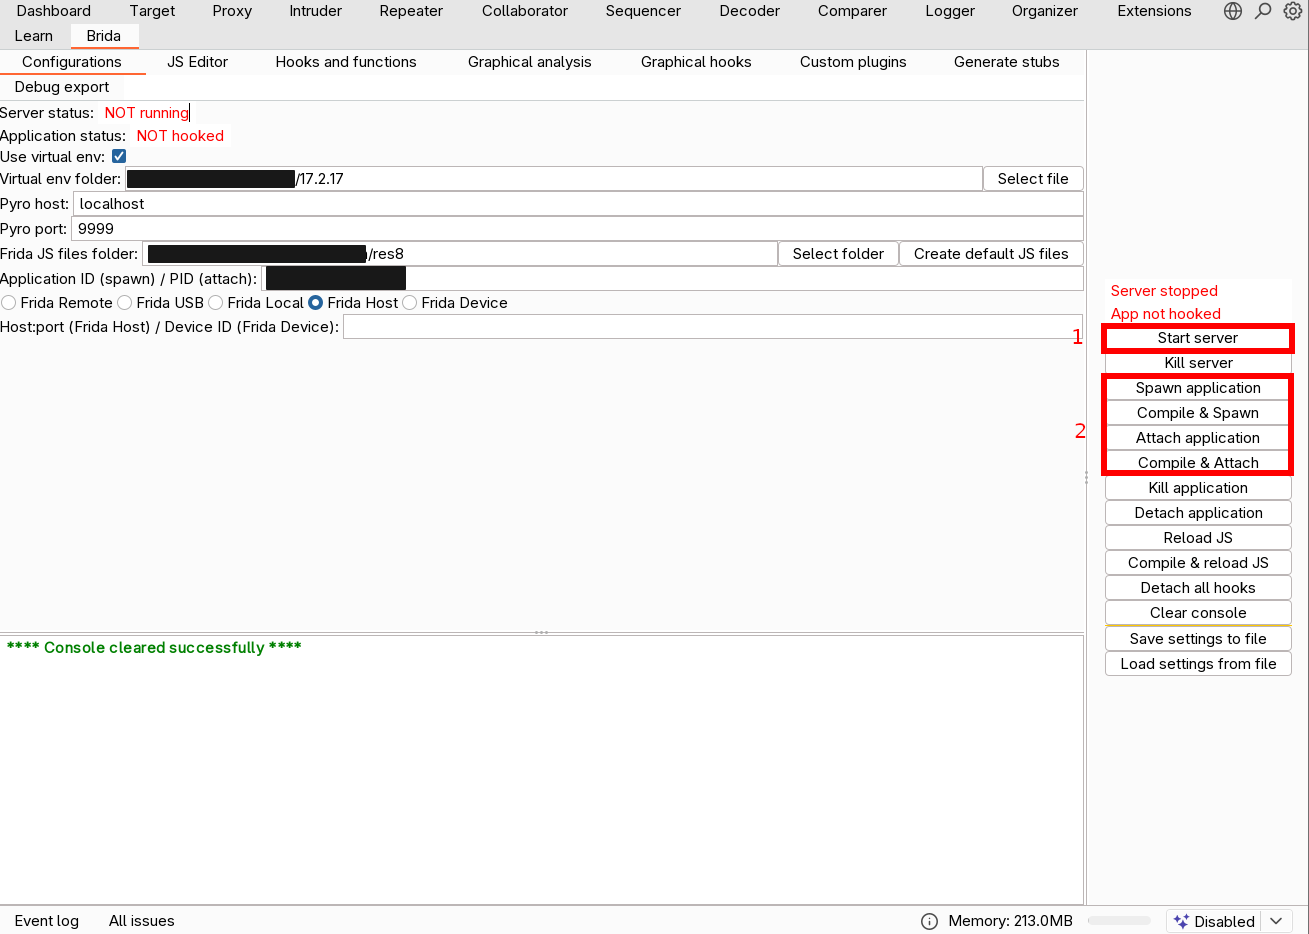 Dashboard Target Proxy Intruder Repeater Collaborator Sequencer Decoder Comparer Logger Organizer Extensions
Learn Brida
Configurations JS Editor Hooks and functions Graphical analysis Graphical hooks Custom plugins Generate stubs
Debug export
Server status: NOT running
Application status: NOT hooked
Use virtual env:
Virtual env folder: /17.2.17 Select file
Pyro host: localhost
Pyro port: 9999
Frida JS files folder: /res8 Select folder Create default JS files
Application ID (spawn) / PID (attach):
Frida Remote Frida USB Frida Local Frida Host Frida Device
Host:port (Frida Host) / Device ID (Frida Device):
Server stopped
App not hooked
1 Start server
Kill server
Spawn application
Compile & Spawn
2 Attach application
Compile & Attach
Kill application
Detach application
Reload JS
Compile & reload JS
Detach all hooks
Clear console
Save settings to file
Load settings from file
**** Console cleared successfully ****
Event log All issues Memory: 213.0MB Disabled